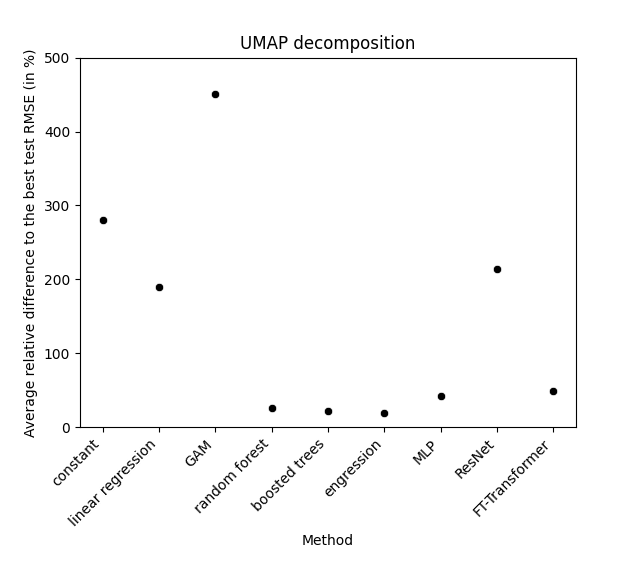 UMAP decomposition
Average relative difference to the best test RMSE (in %)
500
400
300
200
100
0
constant
linear regression
GAM
random forest
boosted trees
engression
MLP
ResNet
FT-Transformer
Method